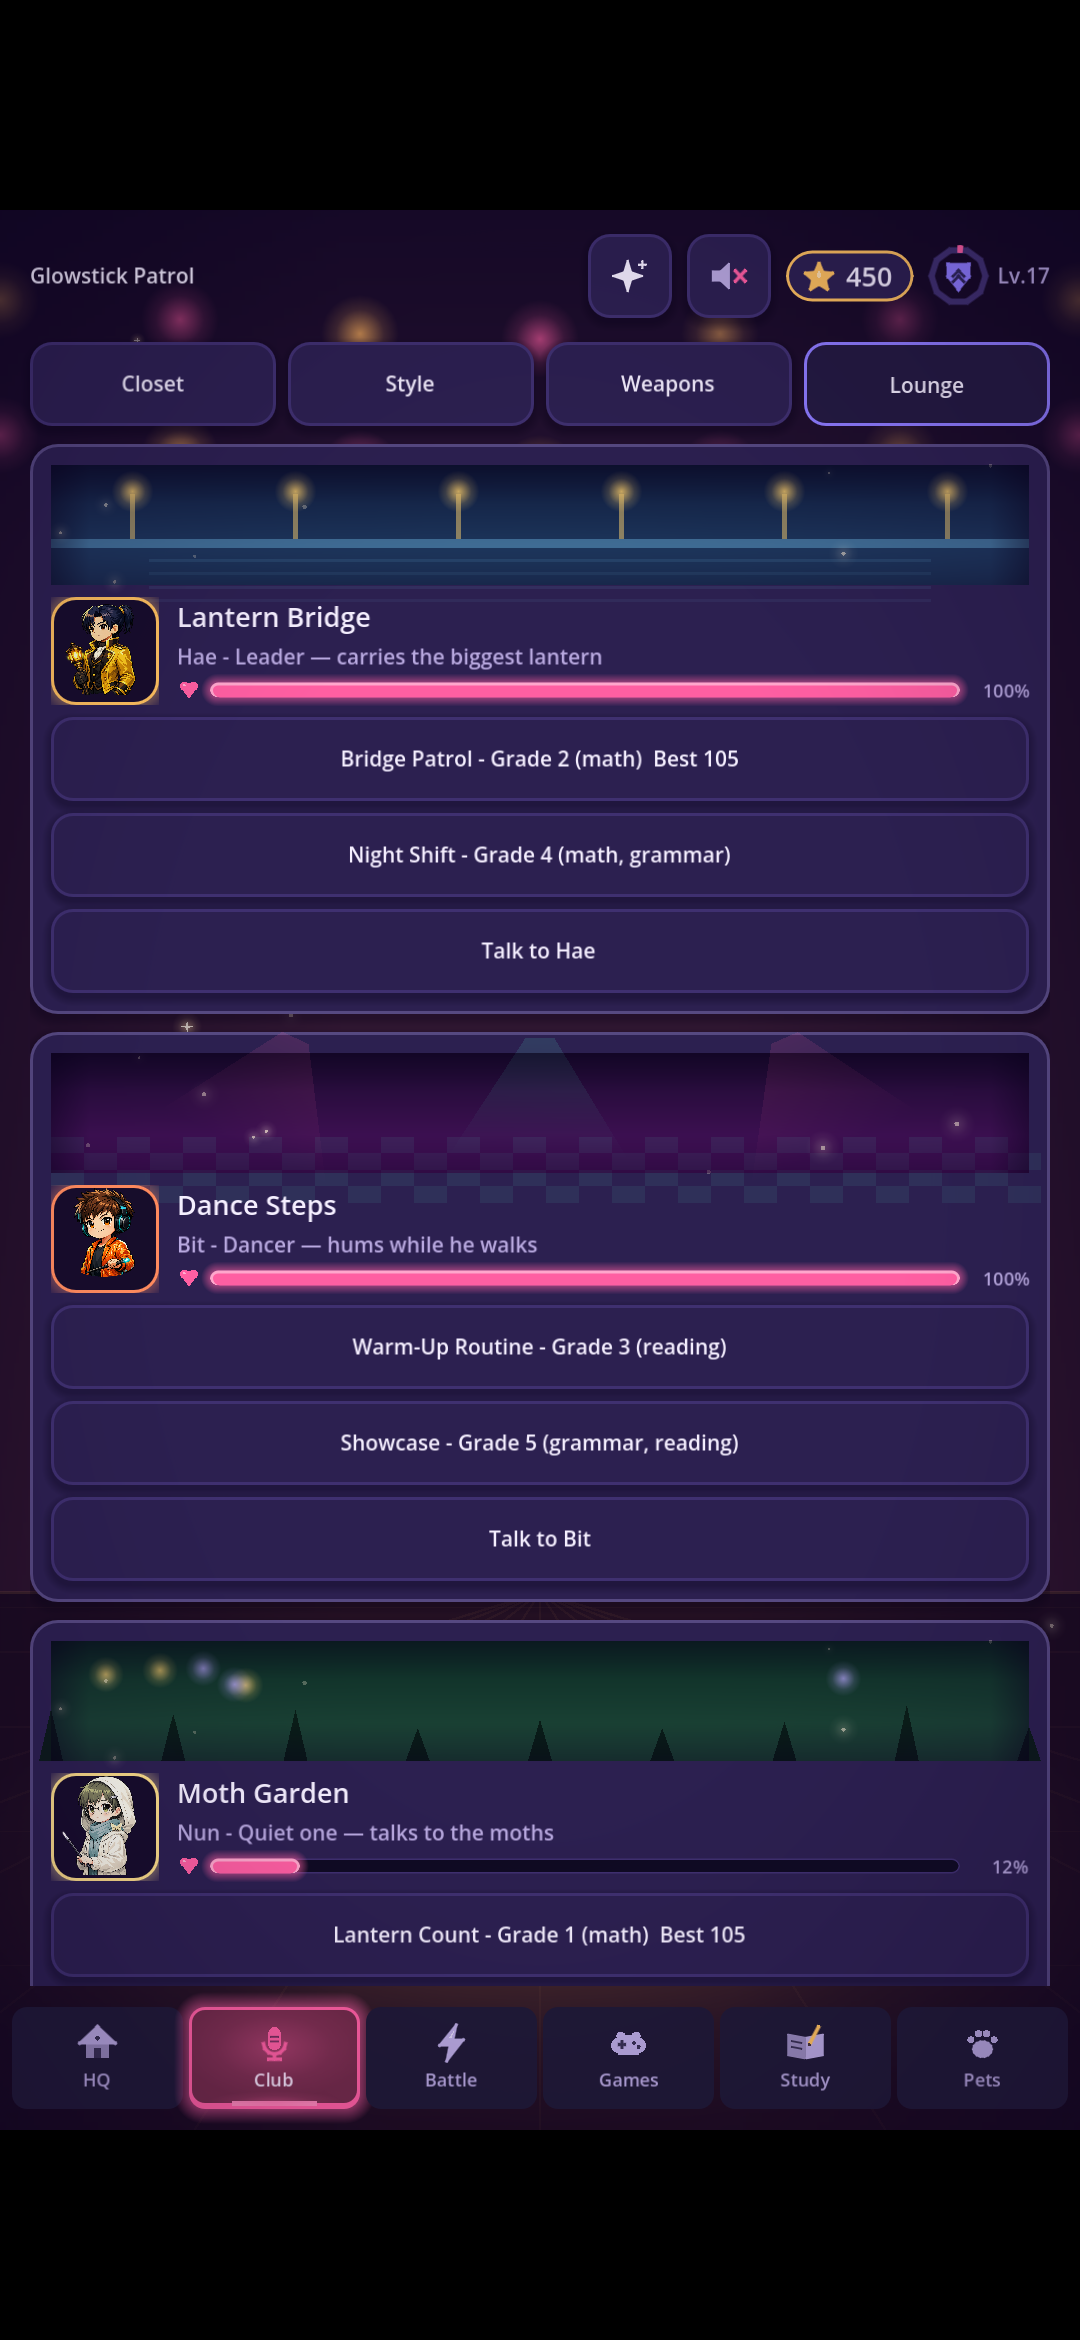 Glowstick Patrol
450
Lv.17
Closet
Style
Weapons
Lounge
Lantern Bridge
Hae - Leader — carries the biggest lantern
100%
Bridge Patrol - Grade 2 (math)  Best 105
Night Shift - Grade 4 (math, grammar)
Talk to Hae
Dance Steps
Bit - Dancer — hums while he walks
100%
Warm-Up Routine - Grade 3 (reading)
Showcase - Grade 5 (grammar, reading)
Talk to Bit
Moth Garden
Nun - Quiet one — talks to the moths
12%
Lantern Count - Grade 1 (math)  Best 105
HQ
Club
Battle
Games
Study
Pets